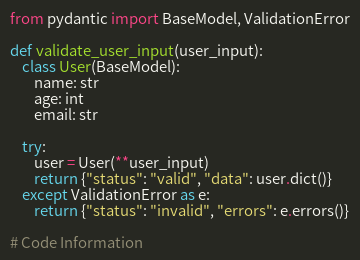 from pydantic import BaseModel, ValidationError

def validate_user_input(user_input):
    class User(BaseModel):
        name: str
        age: int
        email: str

    try:
        user = User(**user_input)
        return {"status": "valid", "data": user.dict()}
    except ValidationError as e:
        return {"status": "invalid", "errors": e.errors()}

# Code Information